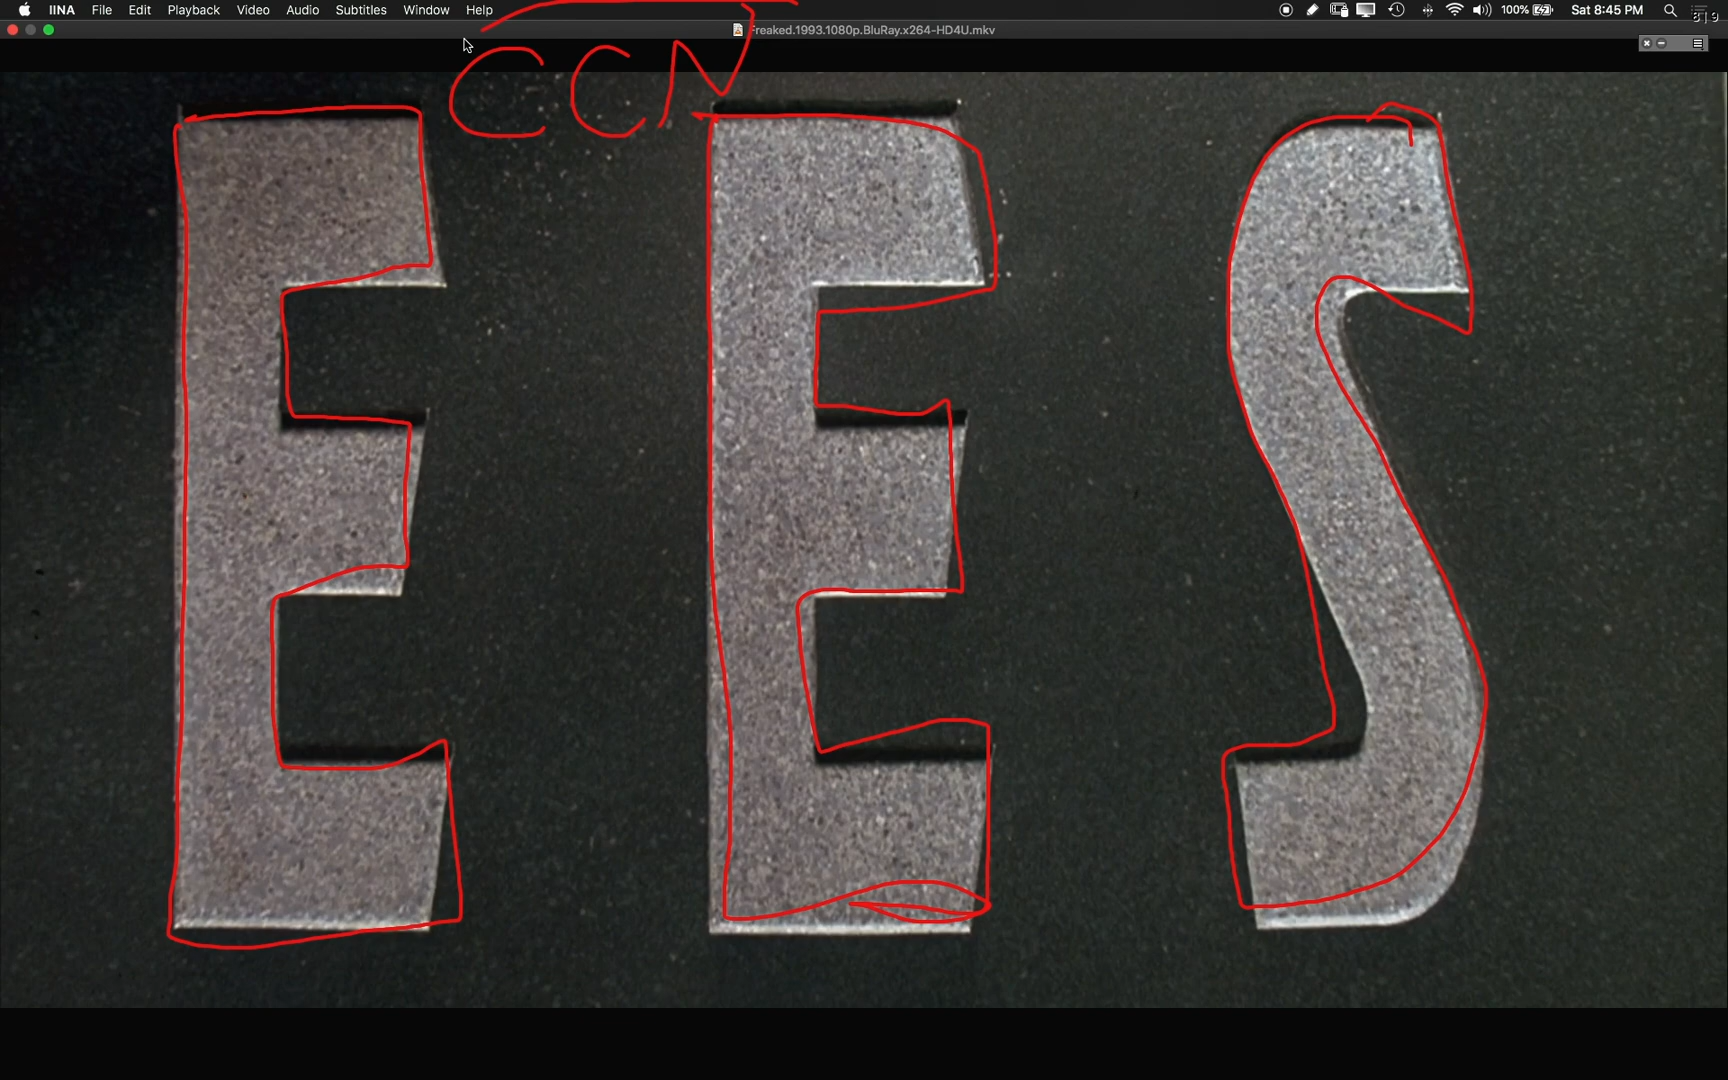 IINA File Edit Playback Video Audio Subtitles Window Help 100% Sat 8:45 PM
Freaked.1993.1080p.BluRay.x264-HD4U.mkv
CCN
EES